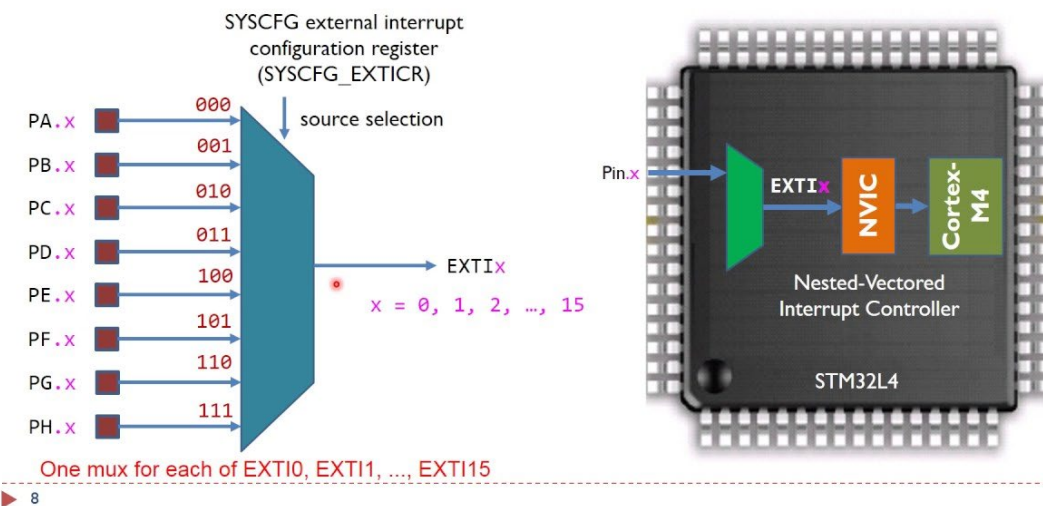 SYSCFG external interrupt
configuration register
(SYSCFG_EXTICR)
source selection
PA.x 000
PB.x 001
PC.x 010
PD.x 011
PE.x 100
PF.x 101
PG.x 110
PH.x 111
EXTIx
x = 0, 1, 2, …, 15
One mux for each of EXTI0, EXTI1, ..., EXTI15
Pin.x
EXTIx
NVIC
Cortex-
M4
Nested-Vectored
Interrupt Controller
STM32L4
8